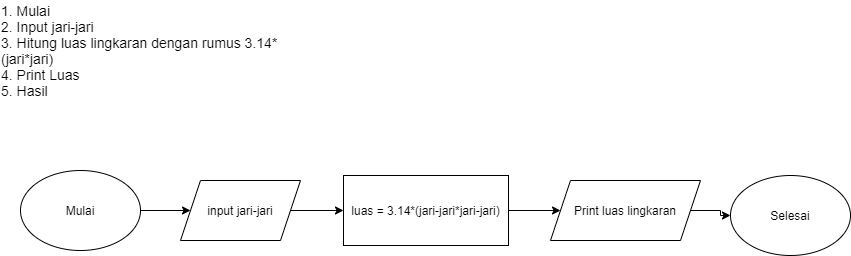 1. Mulai
2. Input jari-jari
3. Hitung luas lingkaran dengan rumus 3.14*
(jari*jari)
4. Print Luas
5. Hasil
Mulai
input jari-jari
luas = 3.14*(jari-jari*jari-jari)
Print luas lingkaran
Selesai